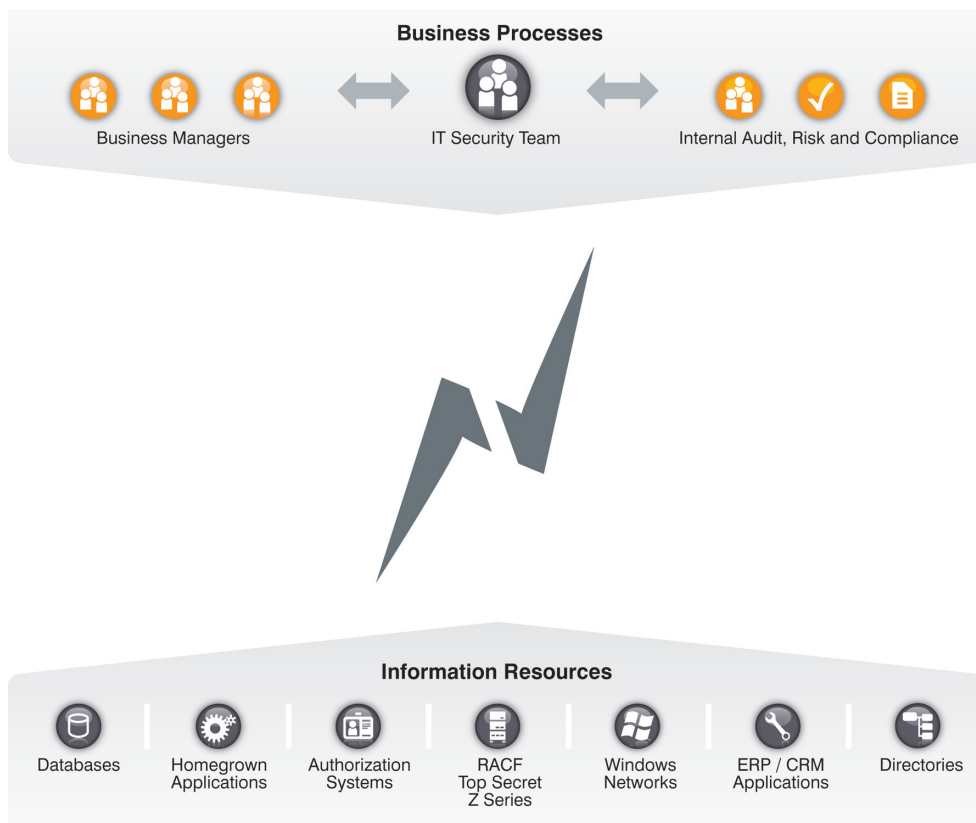 Business Processes
Business Managers
IT Security Team
Internal Audit, Risk and Compliance
Information Resources
Databases
Homegrown
Applications
Authorization
Systems
RACF
Top Secret
Z Series
Windows
Networks
ERP / CRM
Applications
Directories